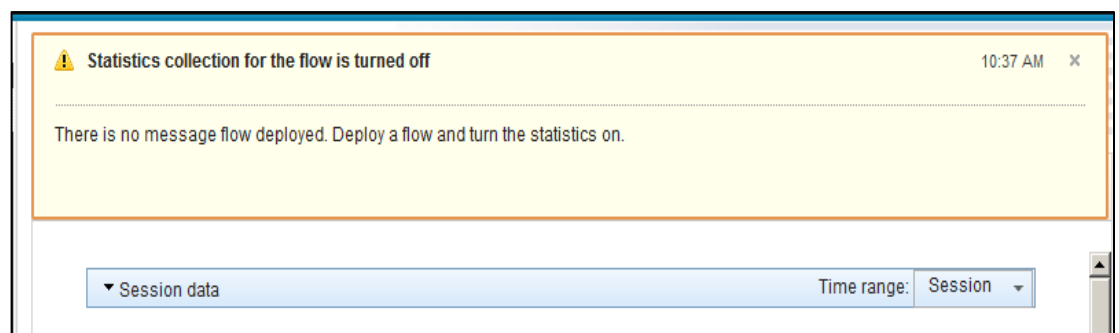 Statistics collection for the flow is turned off 10:37 AM ×
There is no message flow deployed. Deploy a flow and turn the statistics on.
Session data Time range: Session